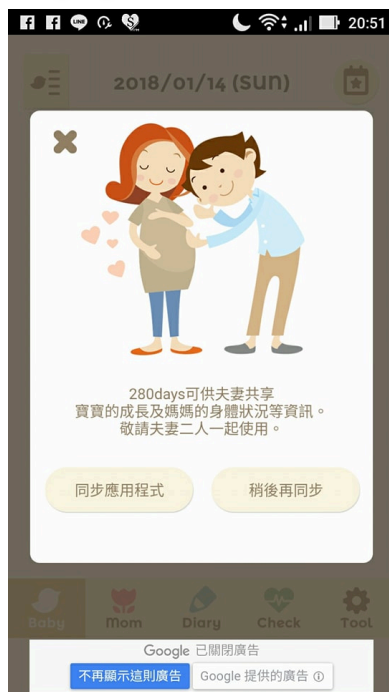 20:51
2018/01/14 (Sun)
280days可供夫妻共享
寶寶的成長及媽媽的身體狀況等資訊。
敬請夫妻二人一起使用。
同步應用程式
稍後再同步
Baby
Mom
Diary
Check
Tool
Google 已關閉廣告
不再顯示這則廣告
Google 提供的廣告